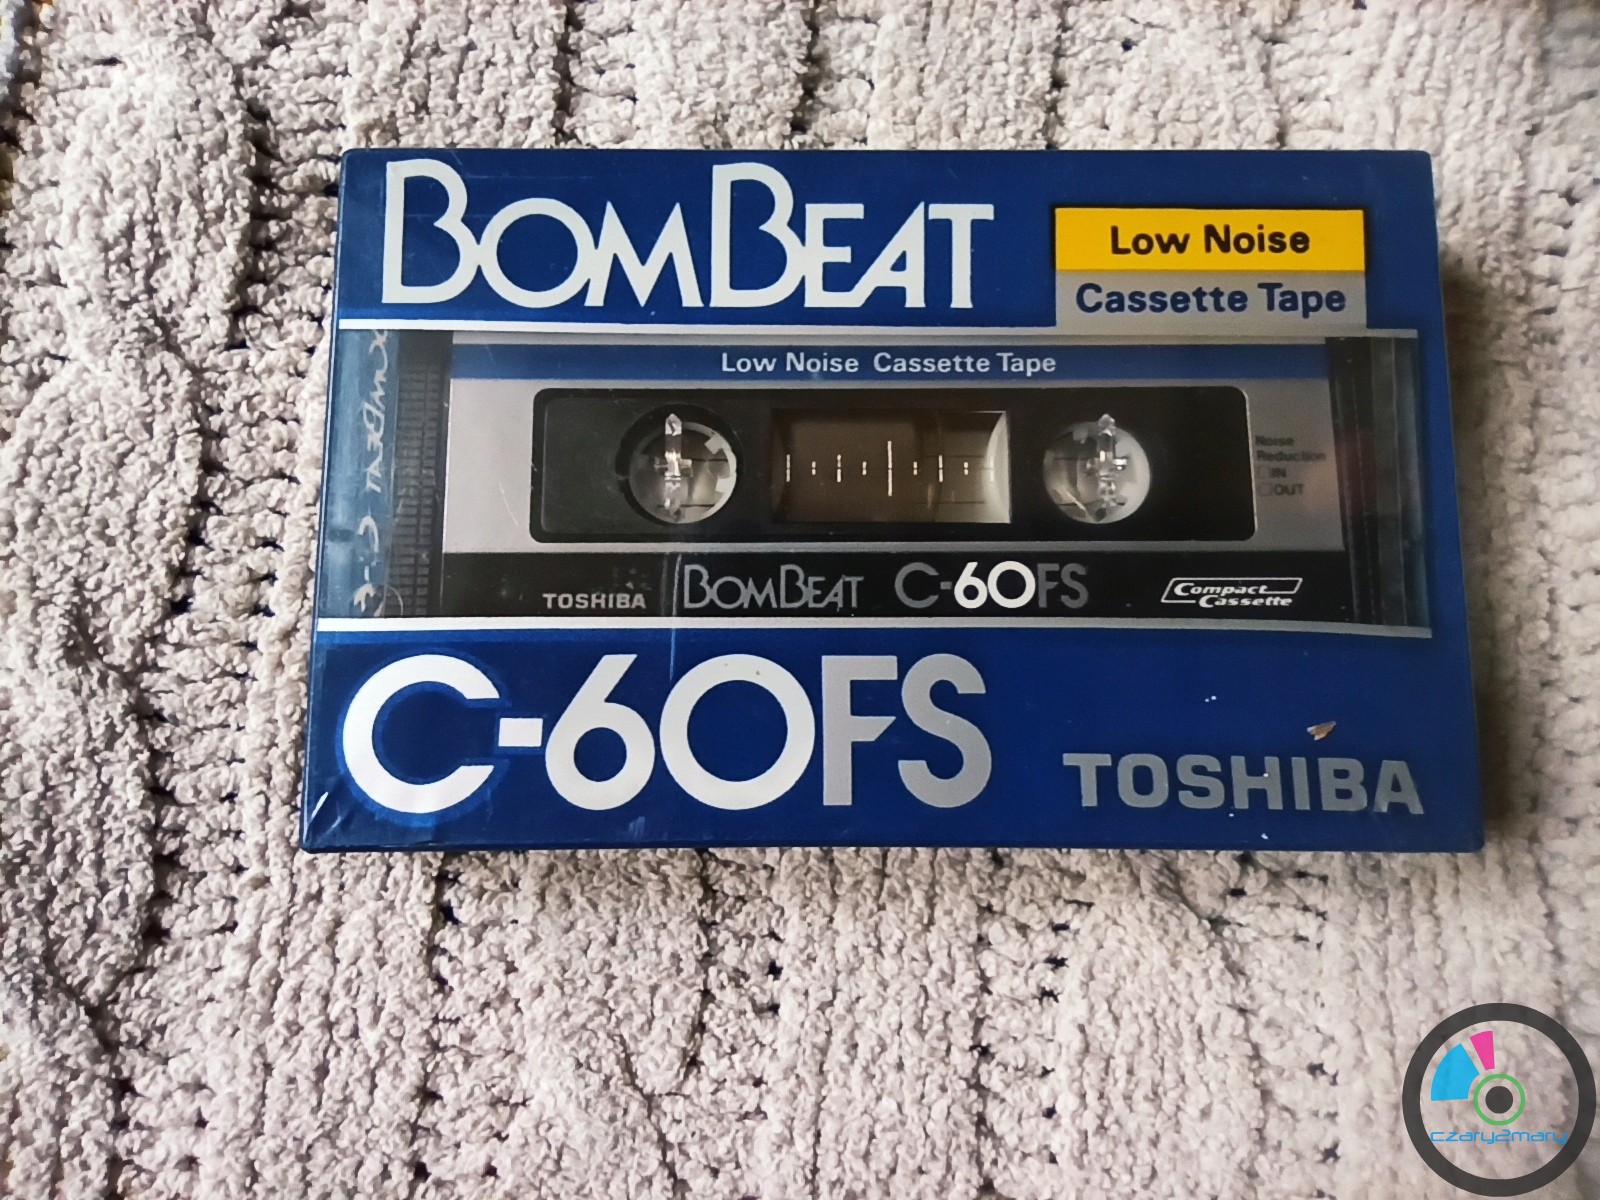 BOMBEAT
Low Noise
Cassette Tape
Low Noise Cassette Tape
Noise
Reduction
IN
OUT
TOSHIBA BOMBEAT C-60FS Compact Cassette
C-60FS
TOSHIBA
czary2mary